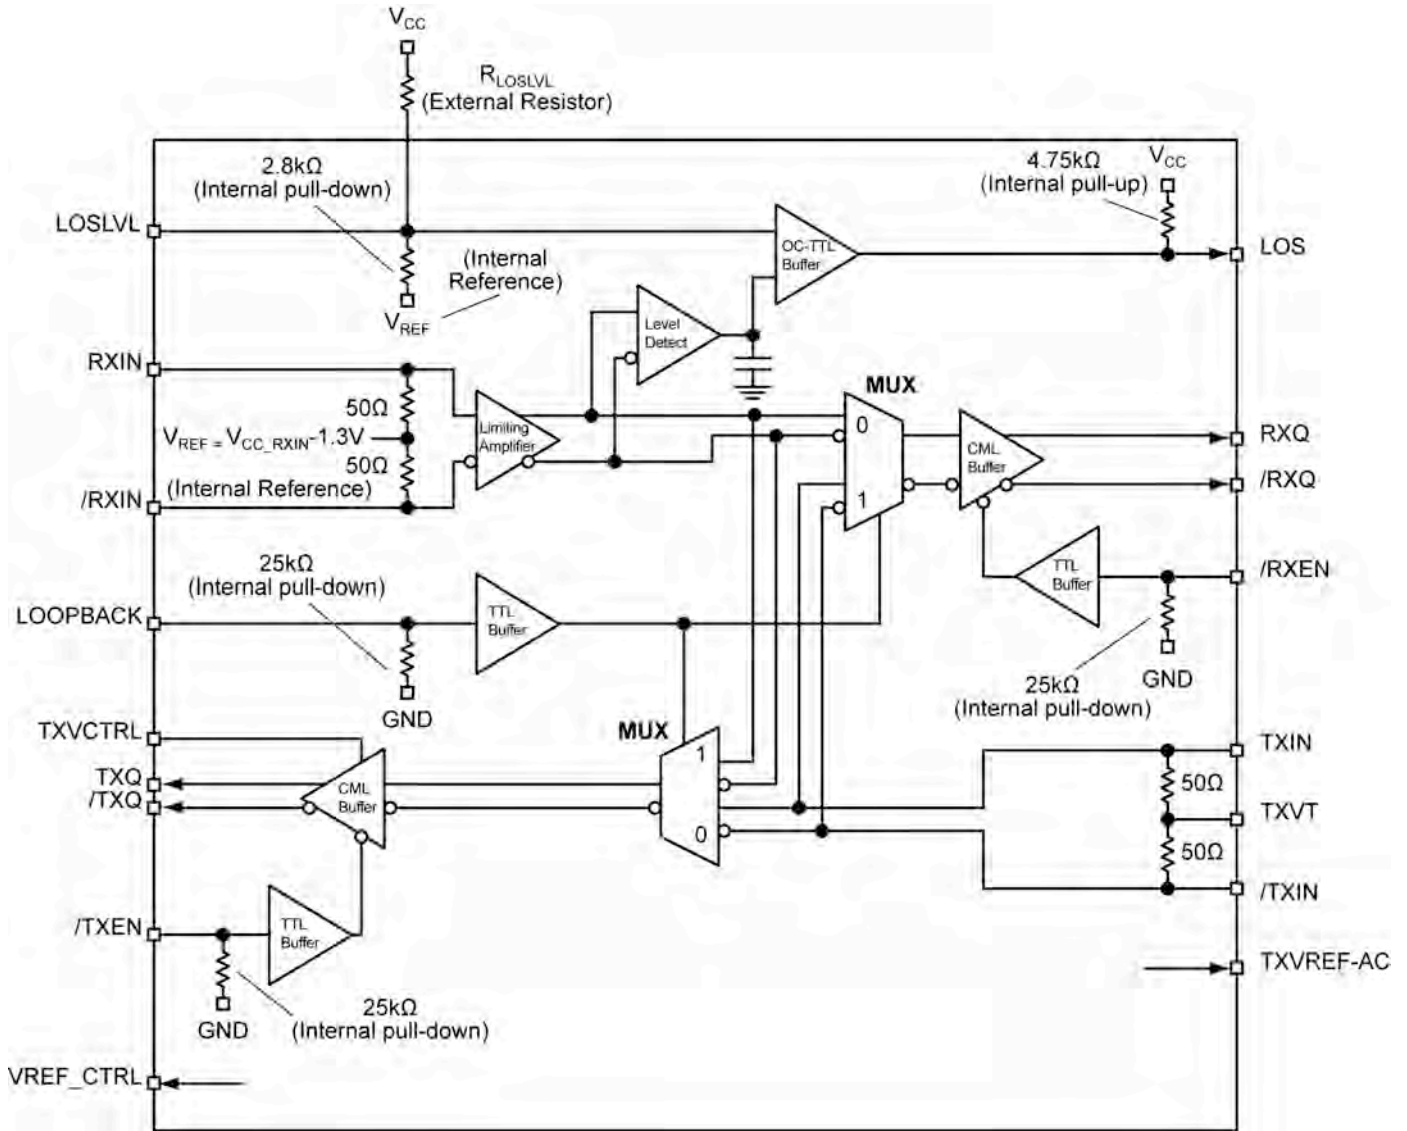 VCC
RLOSLVL
(External Resistor)
2.8kΩ
(Internal pull-down)
4.75kΩ
(Internal pull-up)
VCC
LOSLVL
OC-TTL
Buffer
LOS
(Internal
Reference)
VREF
Level
Detect
RXIN
MUX
50Ω
VREF = VCC_RXIN-1.3V
50Ω
(Internal Reference)
Limiting
Amplifier
0
1
CML
Buffer
RXQ
/RXQ
/RXIN
25kΩ
(Internal pull-down)
TTL
Buffer
/RXEN
LOOPBACK
TTL
Buffer
GND
25kΩ
(Internal pull-down)
GND
TXVCTRL
MUX
1
0
TXIN
TXQ
/TXQ
CML
Buffer
50Ω
TXVT
50Ω
/TXIN
/TXEN
TTL
Buffer
TXVREF-AC
GND
25kΩ
(Internal pull-down)
VREF_CTRL